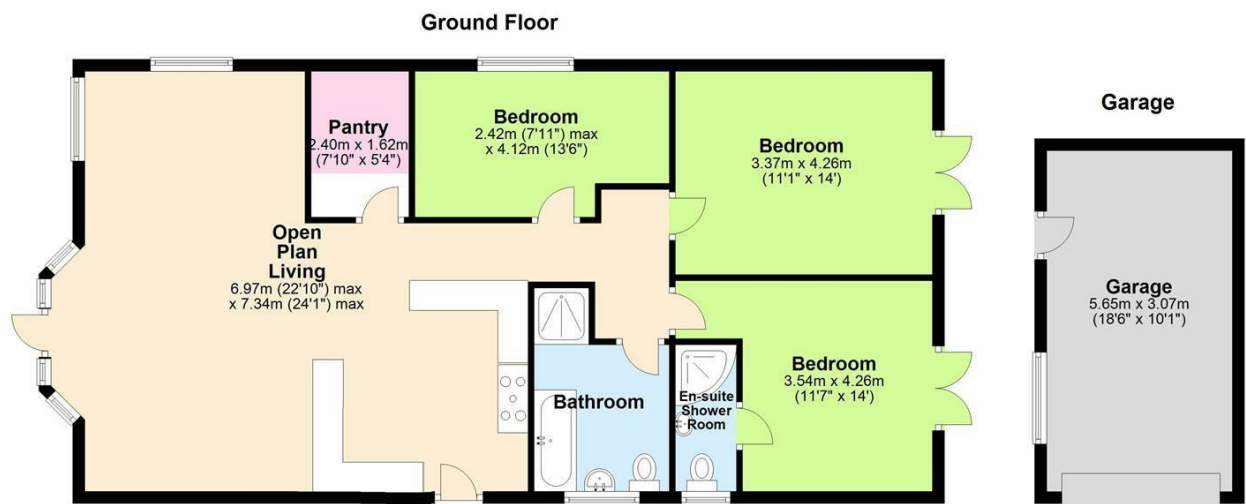 Ground Floor
Pantry
2.40m x 1.62m
(7'10" x 5'4")
Bedroom
2.42m (7'11") max
x 4.12m (13'6")
Bedroom
3.37m x 4.26m
(11'1" x 14')
Open
Plan
Living
6.97m (22'10") max
x 7.34m (24'1") max
Bathroom
En-suite
Shower
Room
Bedroom
3.54m x 4.26m
(11'7" x 14')
Garage
Garage
5.65m x 3.07m
(18'6" x 10'1")